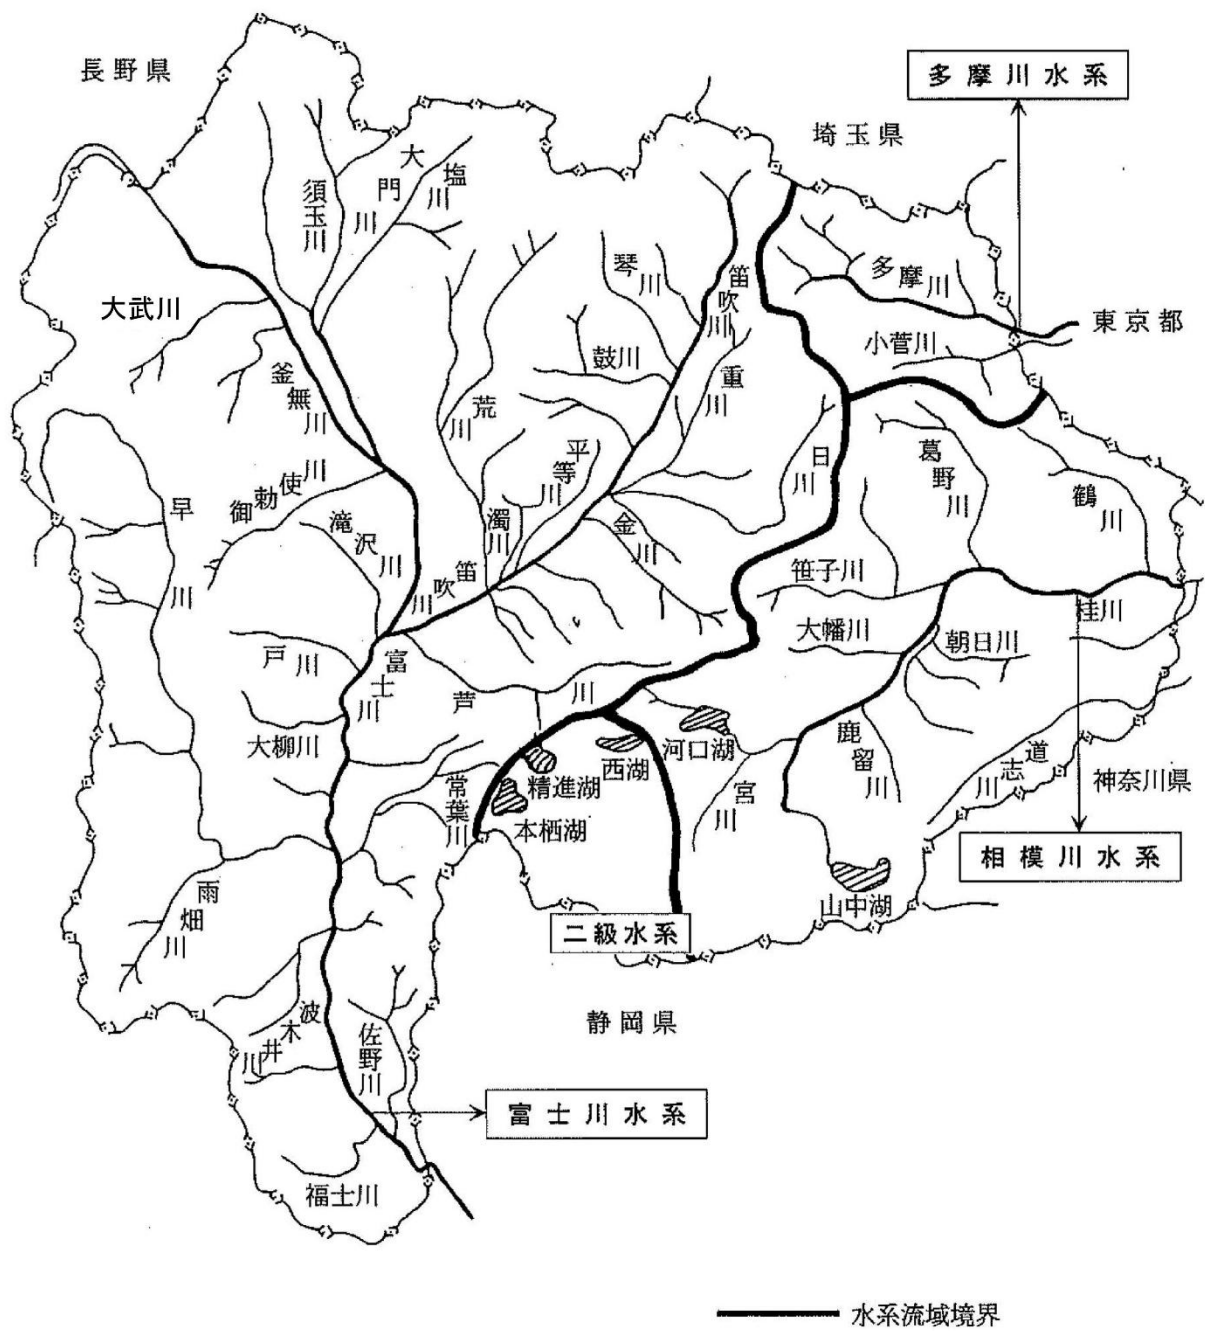 長野県
多摩川水系
埼玉県
大門川
塩川
須玉川
琴川
笛吹川
多摩川
東京都
大武川
小菅川
鼓川
重川
釜無川
荒川
平等川
日川
葛野川
鶴川
御勅使川
早川
滝沢川
濁川
金川
笹子川
桂川
笛吹川
大幡川
朝日川
戸川
富士川
芦川
大柳川
河口湖
西湖
鹿留川
道志川
神奈川県
精進湖
常葉川
宮川
本栖湖
相模川水系
雨畑川
山中湖
二級水系
静岡県
波木井川
佐野川
富士川水系
福士川
水系流域境界